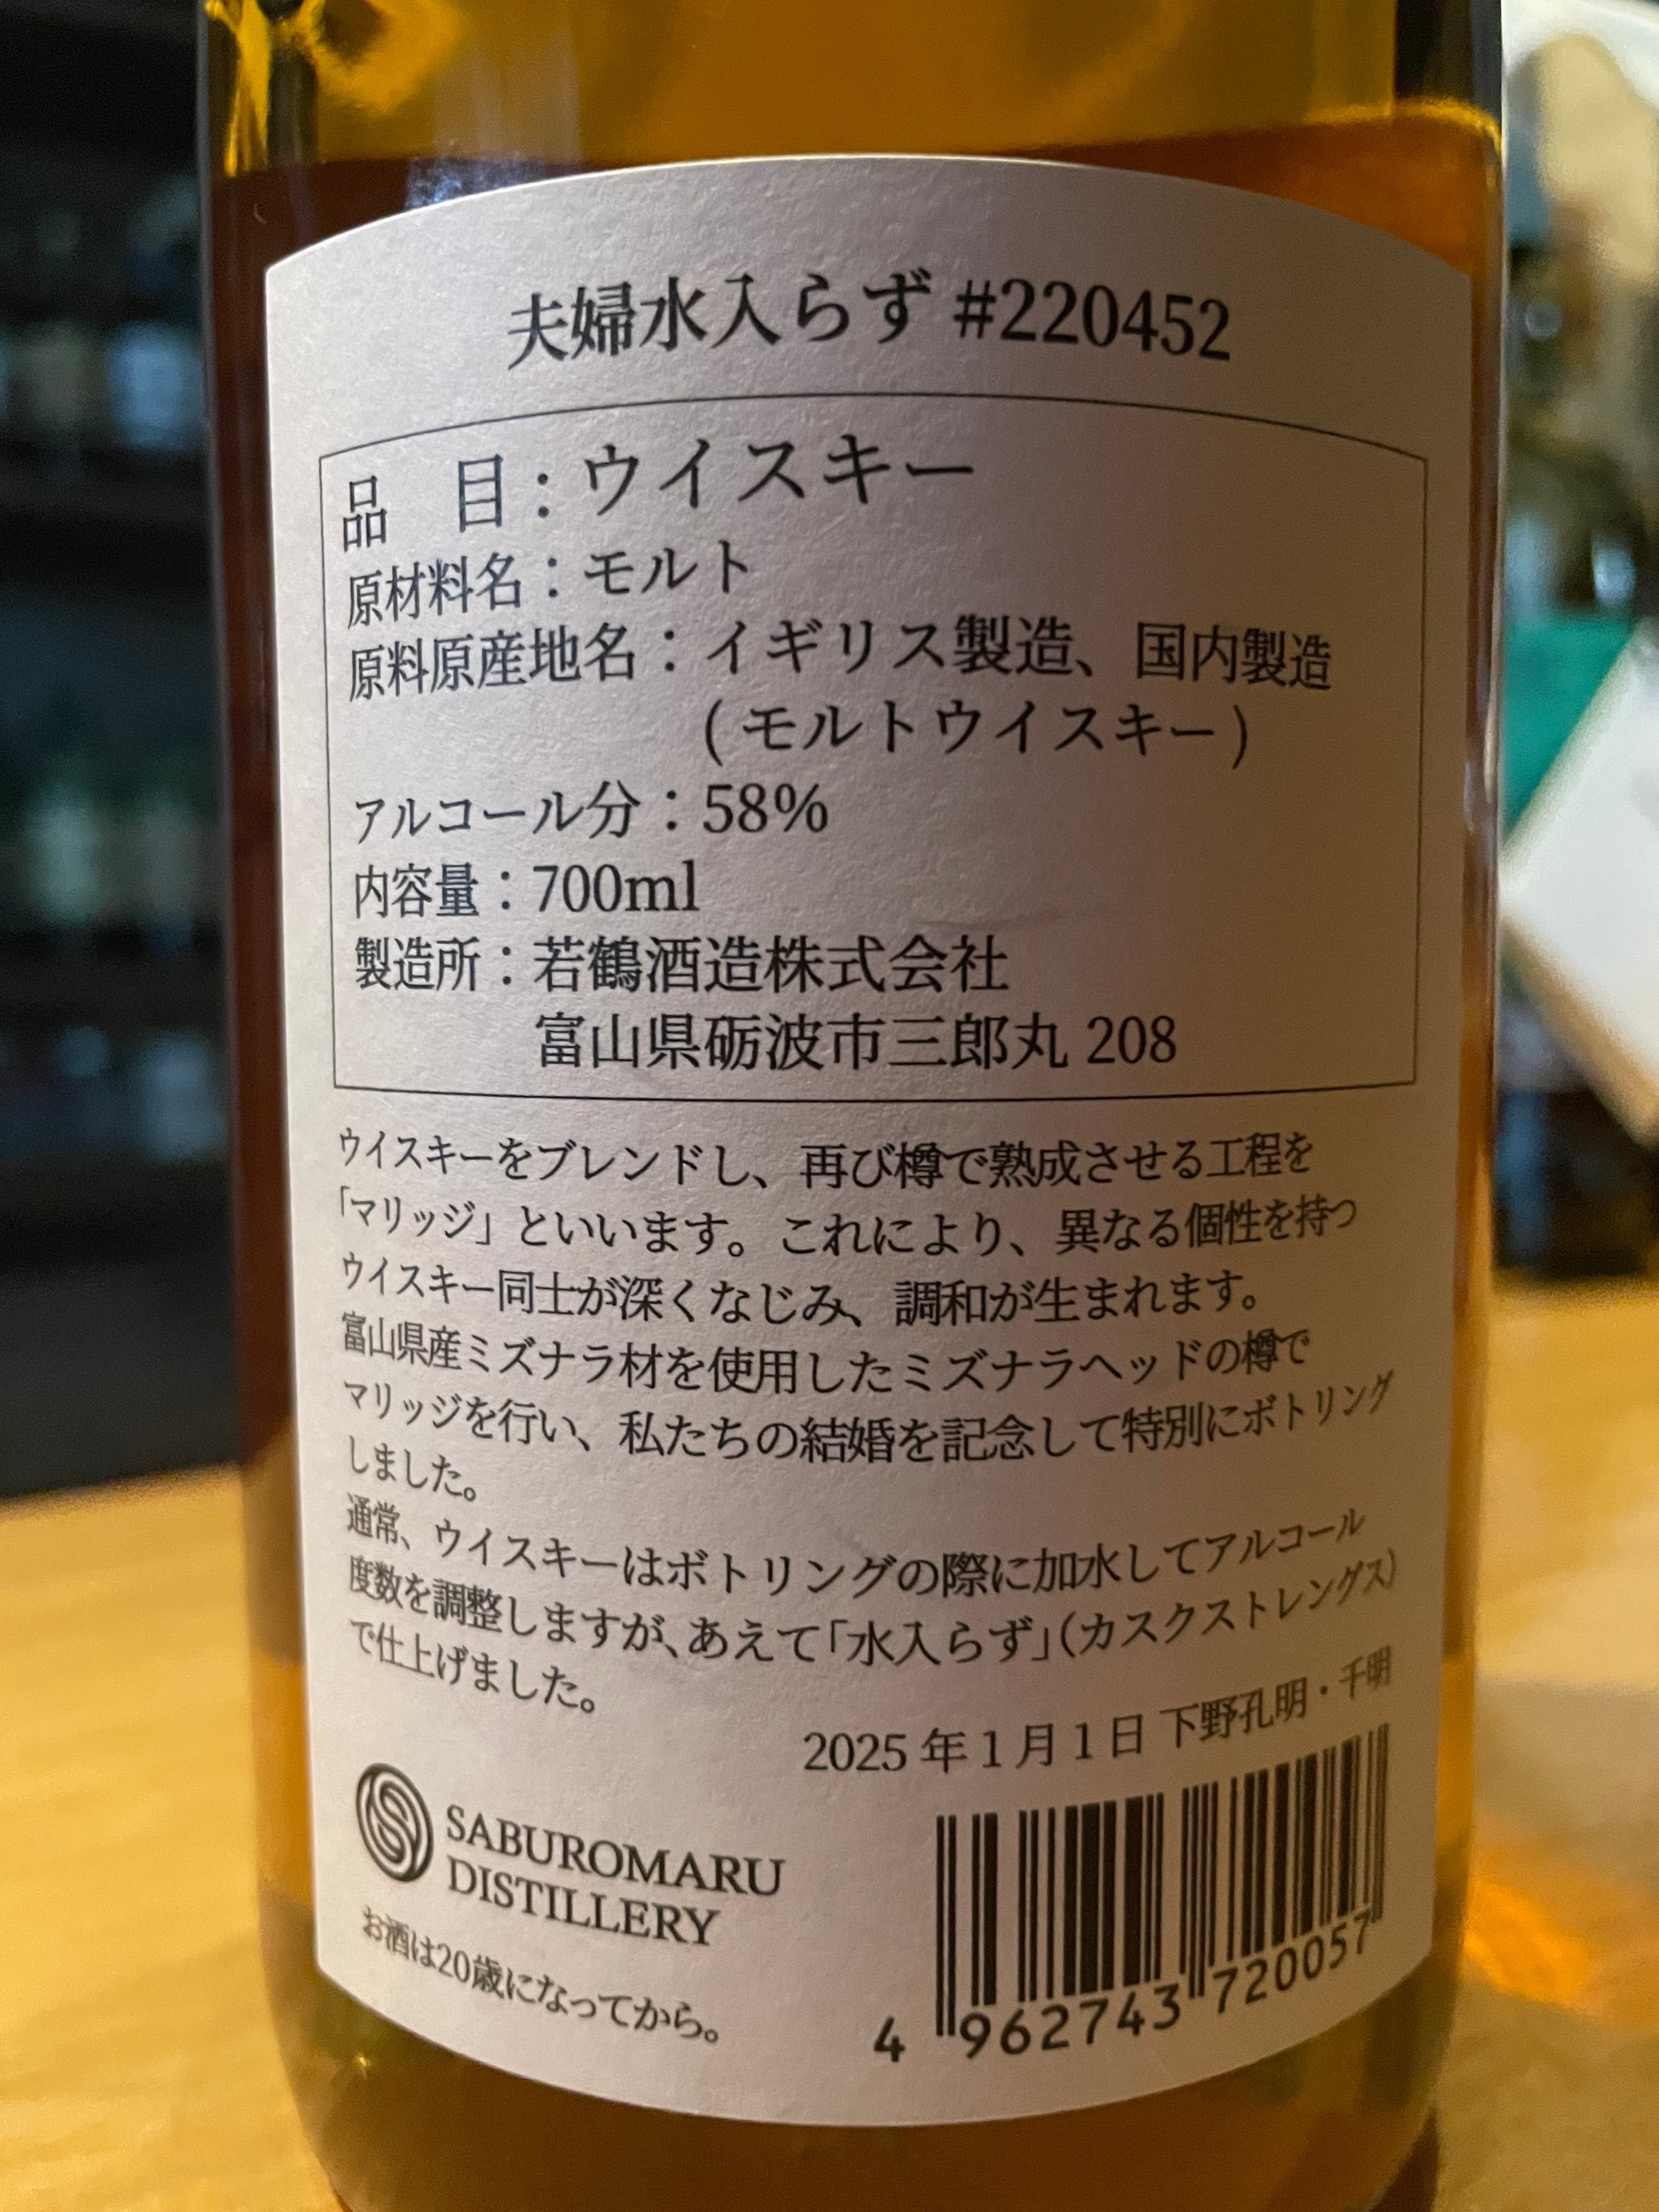 夫婦水入らず #220452
品　目：ウイスキー
原材料名：モルト
原料原産地名：イギリス製造、国内製造
(モルトウイスキー)
アルコール分：58%
内容量：700ml
製造所：若鶴酒造株式会社
富山県砺波市三郎丸 208
ウイスキーをブレンドし、再び樽で熟成させる工程を
「マリッジ」といいます。これにより、異なる個性を持つ
ウイスキー同士が深くなじみ、調和が生まれます。
富山県産ミズナラ材を使用したミズナラヘッドの樽で
マリッジを行い、私たちの結婚を記念して特別にボトリング
しました。
通常、ウイスキーはボトリングの際に加水してアルコール
度数を調整しますが、あえて「水入らず」（カスクストレングス）
で仕上げました。
2025 年 1 月 1 日 下野孔明・千明
SABUROMARU
DISTILLERY
お酒は20歳になってから。
4 962743 720057